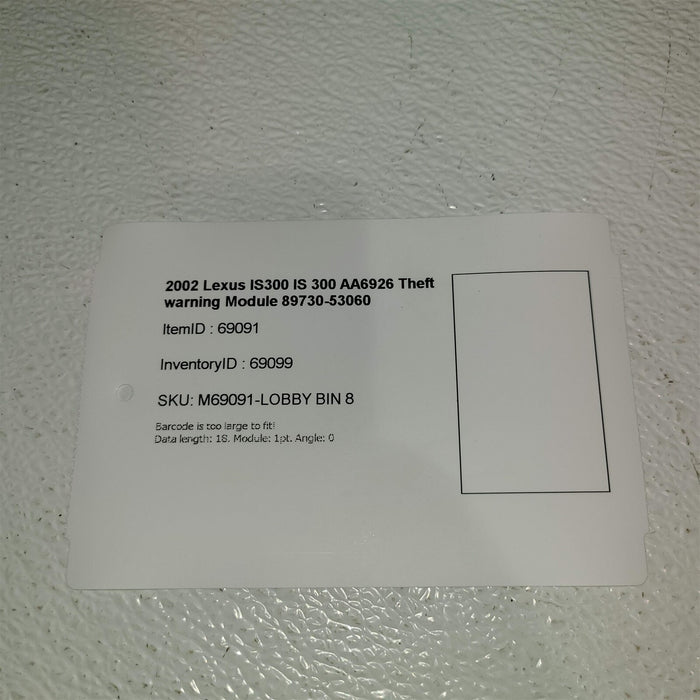 2002 Lexus IS300 IS 300 AA6926 Theft
warning Module 89730-53060
ItemID : 69091
InventoryID : 69099
SKU: M69091-LOBBY BIN 8
Barcode is too large to fit!
Data length: 16. Module: 1pt. Angle: 0